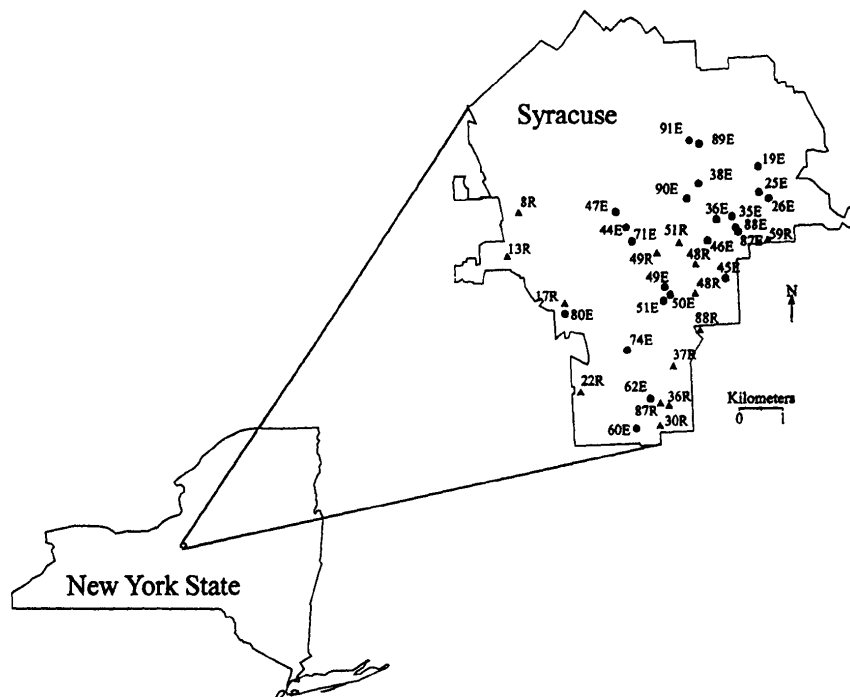 Syracuse
91E
89E
19E
38E
25E
90E
26E
8R
47E
36E
35E
88E
44E
71E
51R
46E
87E
59R
13R
49R
48R
49E
45E
48R
17R
51E
50E
80E
N
88R
74E
37R
22R
62E
Kilometers
87R
36R
0 1
60E
30R
New York State